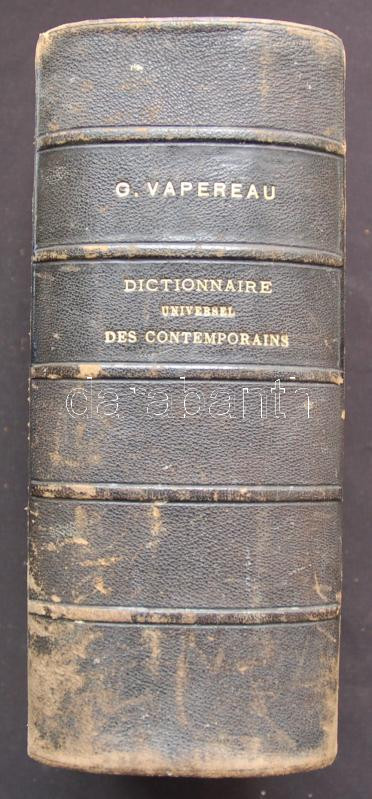 G. VAPEREAU
DICTIONNAIRE
UNIVERSEL
DES CONTEMPORAINS
darabanth